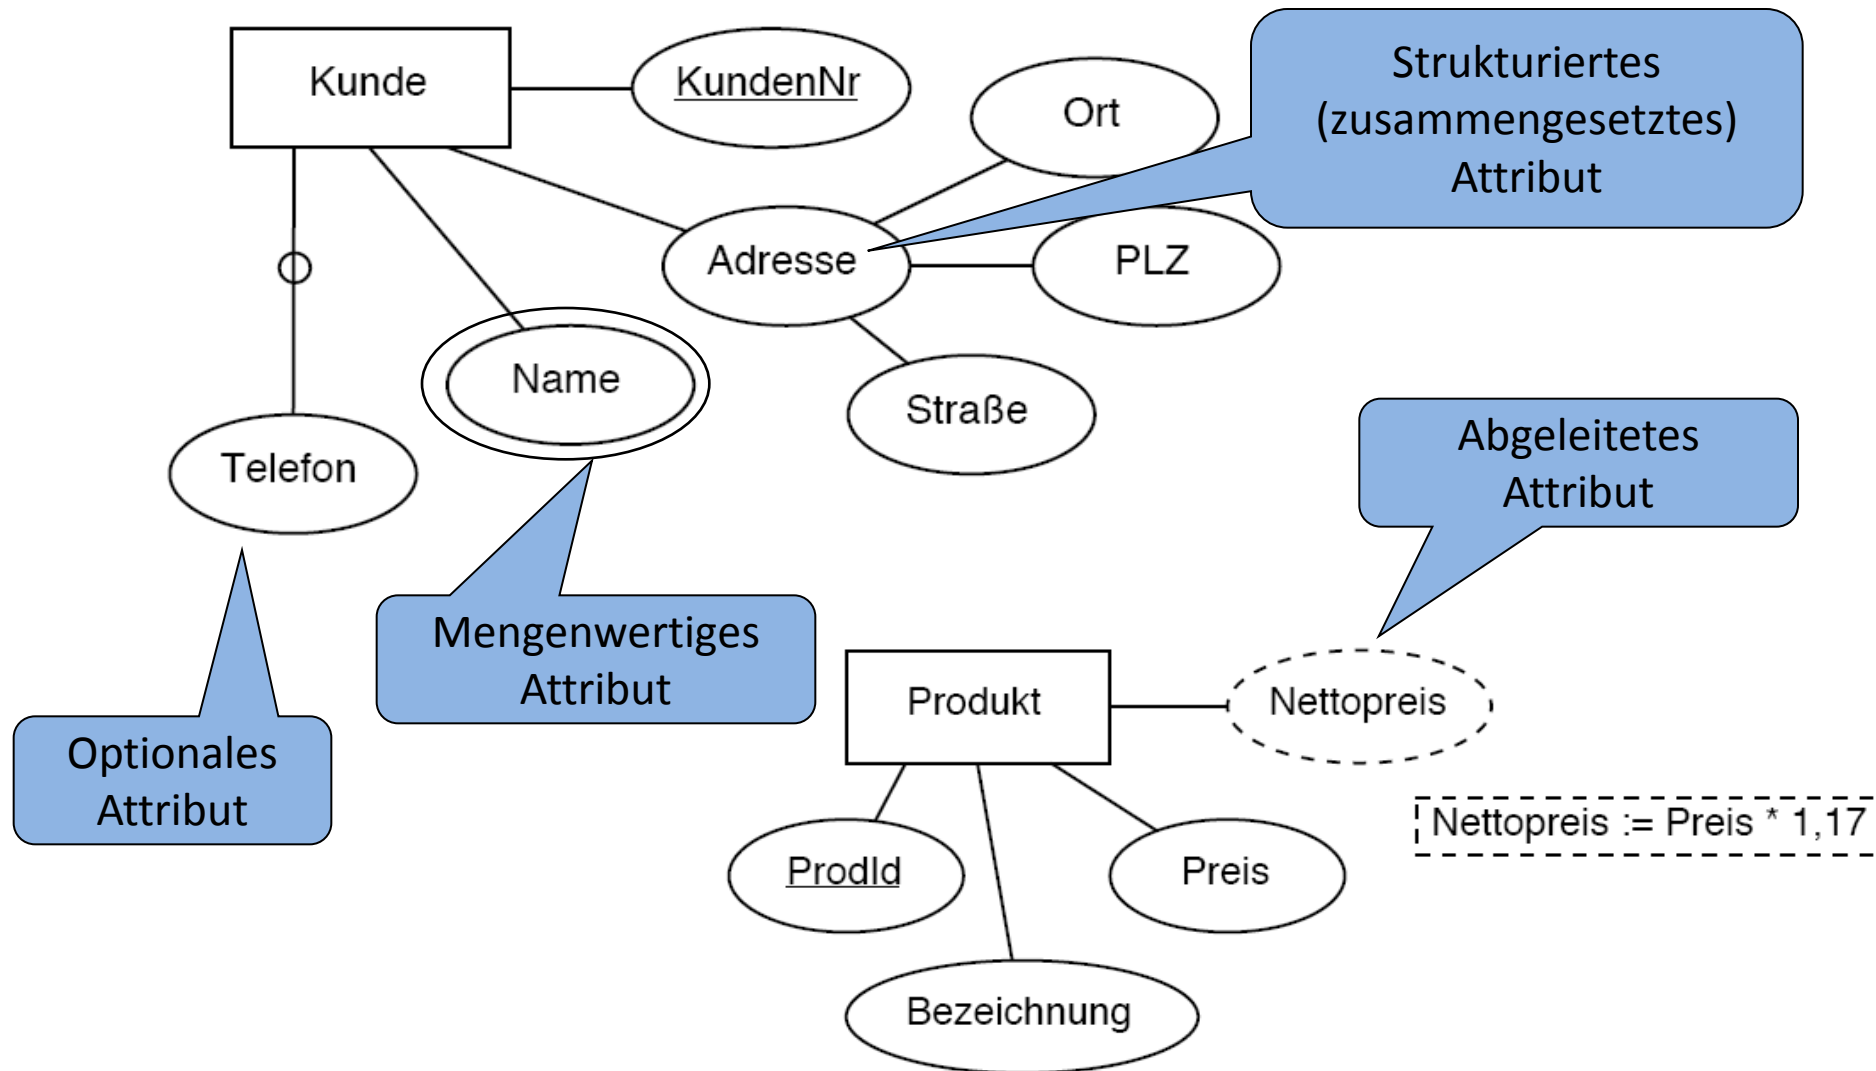 Kunde
KundenNr
Ort
Strukturiertes
(zusammengesetztes)
Attribut
Adresse
PLZ
Name
Straße
Telefon
Abgeleitetes
Attribut
Mengenwertiges
Attribut
Optionales
Attribut
Produkt
Nettopreis
Nettopreis := Preis * 1,17
ProdId
Preis
Bezeichnung